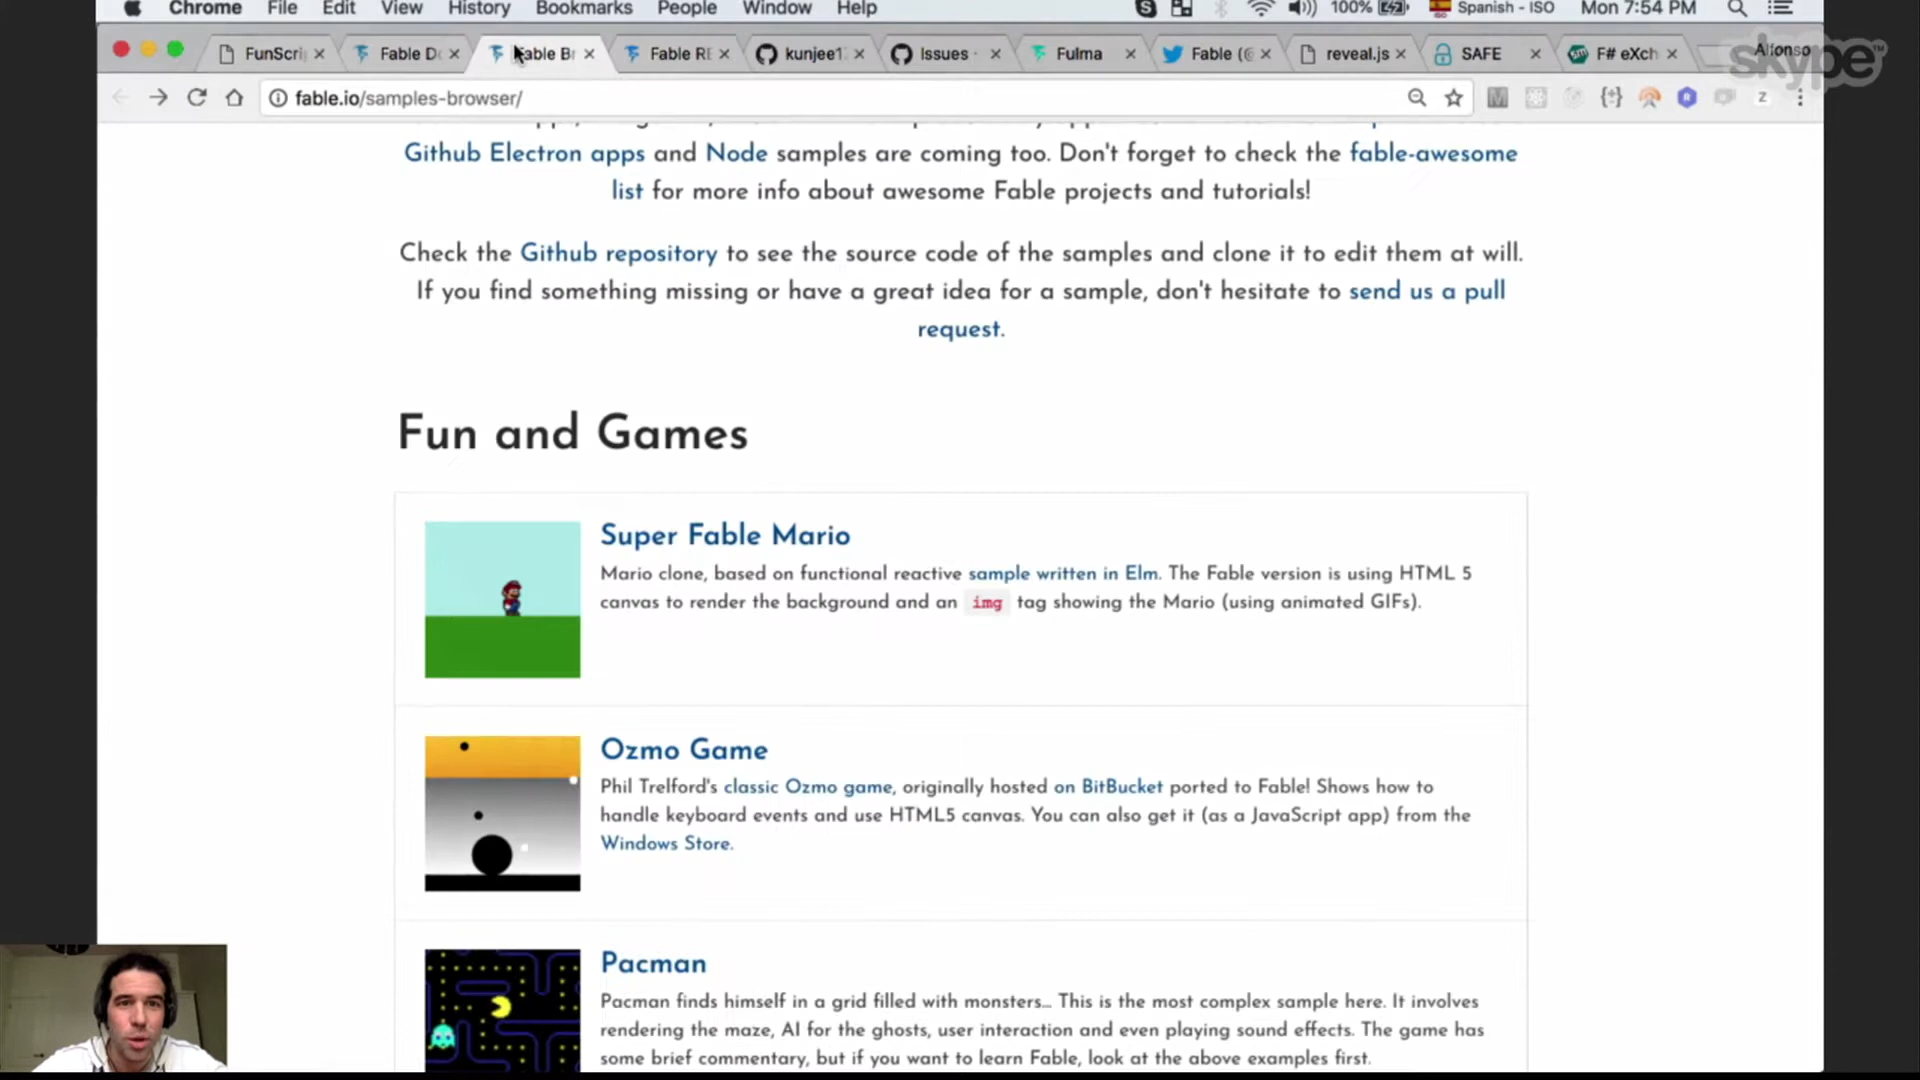 Chrome File Edit View History Bookmarks People Window Help 100% Spanish - ISO Mon 7:54 PM
FunScri Fable D Fable Br Fable RE kunjee1 Issues · Fulma Fable (@ reveal.js SAFE F# eXch Alfonso
skype™
fable.io/samples-browser/
Github Electron apps and Node samples are coming too. Don't forget to check the fable-awesome
list for more info about awesome Fable projects and tutorials!
Check the Github repository to see the source code of the samples and clone it to edit them at will.
If you find something missing or have a great idea for a sample, don't hesitate to send us a pull
request.
Fun and Games
Super Fable Mario
Mario clone, based on functional reactive sample written in Elm. The Fable version is using HTML 5
canvas to render the background and an img tag showing the Mario (using animated GIFs).
Ozmo Game
Phil Trelford's classic Ozmo game, originally hosted on BitBucket ported to Fable! Shows how to
handle keyboard events and use HTML5 canvas. You can also get it (as a JavaScript app) from the
Windows Store.
Pacman
Pacman finds himself in a grid filled with monsters... This is the most complex sample here. It involves
rendering the maze, AI for the ghosts, user interaction and even playing sound effects. The game has
some brief commentary, but if you want to learn Fable, look at the above examples first.